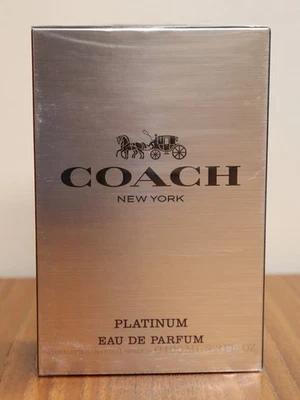 COACH
NEW YORK
PLATINUM
EAU DE PARFUM